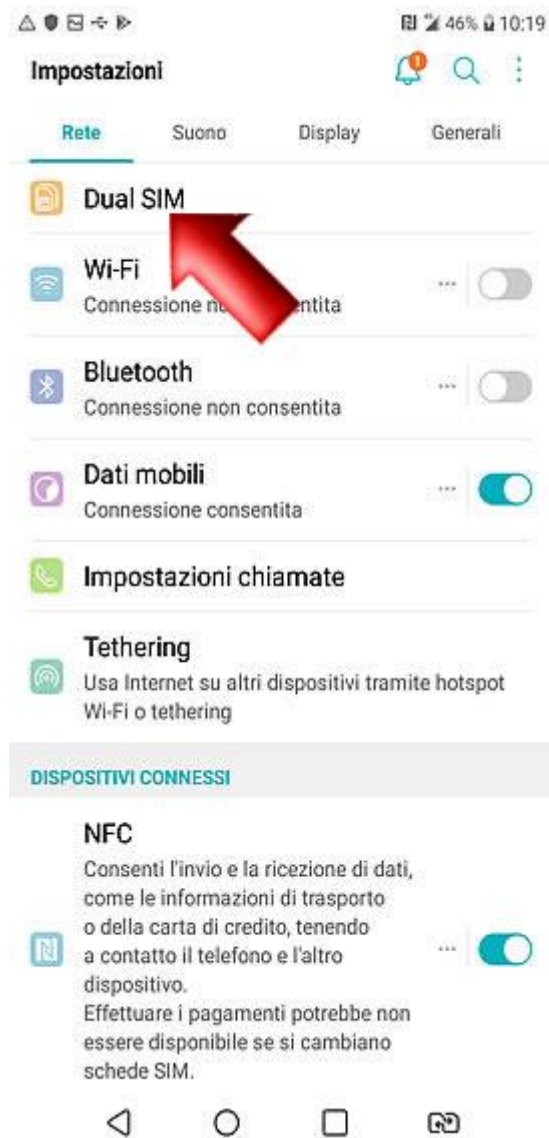 46% 10:19
Impostazioni
1
Rete Suono Display Generali
Dual SIM
Wi-Fi
Connessione entita
Bluetooth
Connessione non consentita
Dati mobili
Connessione consentita
Impostazioni chiamate
Tethering
Usa Internet su altri dispositivi tramite hotspot
Wi-Fi o tethering
DISPOSITIVI CONNESSI
NFC
Consenti l'invio e la ricezione di dati,
come le informazioni di trasporto
o della carta di credito, tenendo
a contatto il telefono e l'altro
dispositivo.
Effettuare i pagamenti potrebbe non
essere disponibile se si cambiano
schede SIM.